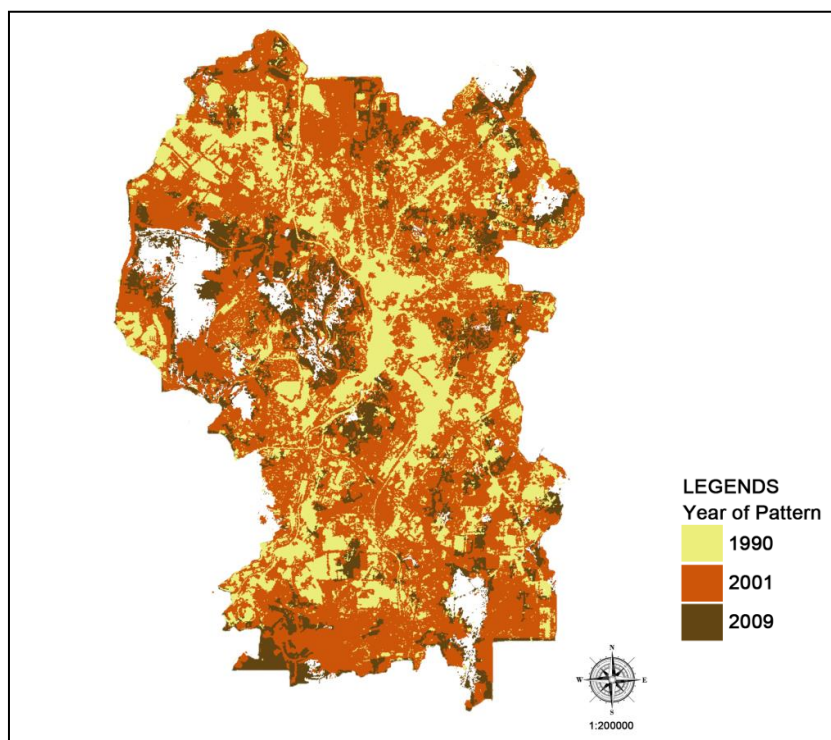 LEGENDS
Year of Pattern
1990
2001
2009
N
W E
S
1:200000